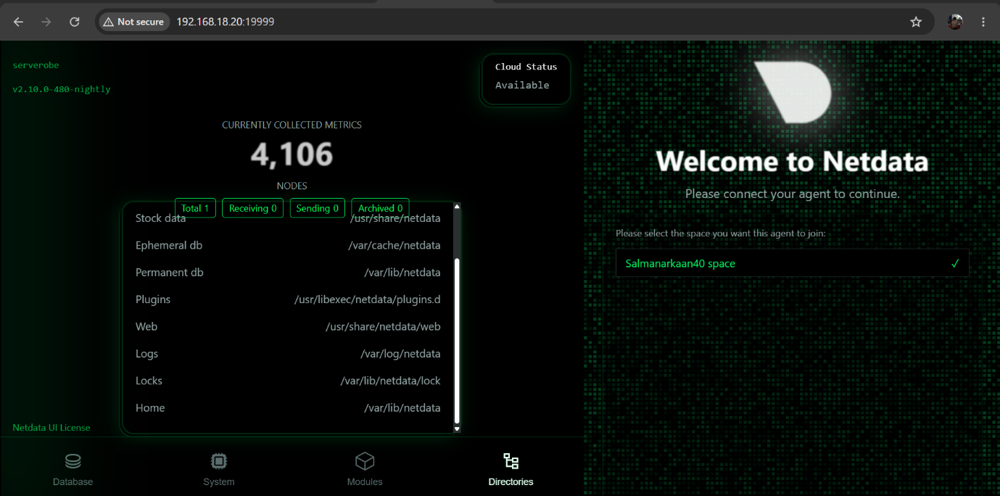 Not secure 192.168.18.20:19999
serverobe
v2.10.0-480-nightly
Cloud Status
Available
CURRENTLY COLLECTED METRICS
4,106
NODES
Total 1 Receiving 0 Sending 0 Archived 0
Stock data /usr/share/netdata
Ephemeral db /var/cache/netdata
Permanent db /var/lib/netdata
Plugins /usr/libexec/netdata/plugins.d
Web /usr/share/netdata/web
Logs /var/log/netdata
Locks /var/lib/netdata/lock
Home /var/lib/netdata
Netdata UI License
Database System Modules Directories
Welcome to Netdata
Please connect your agent to continue.
Please select the space you want this agent to join:
Salmanarkaan40 space